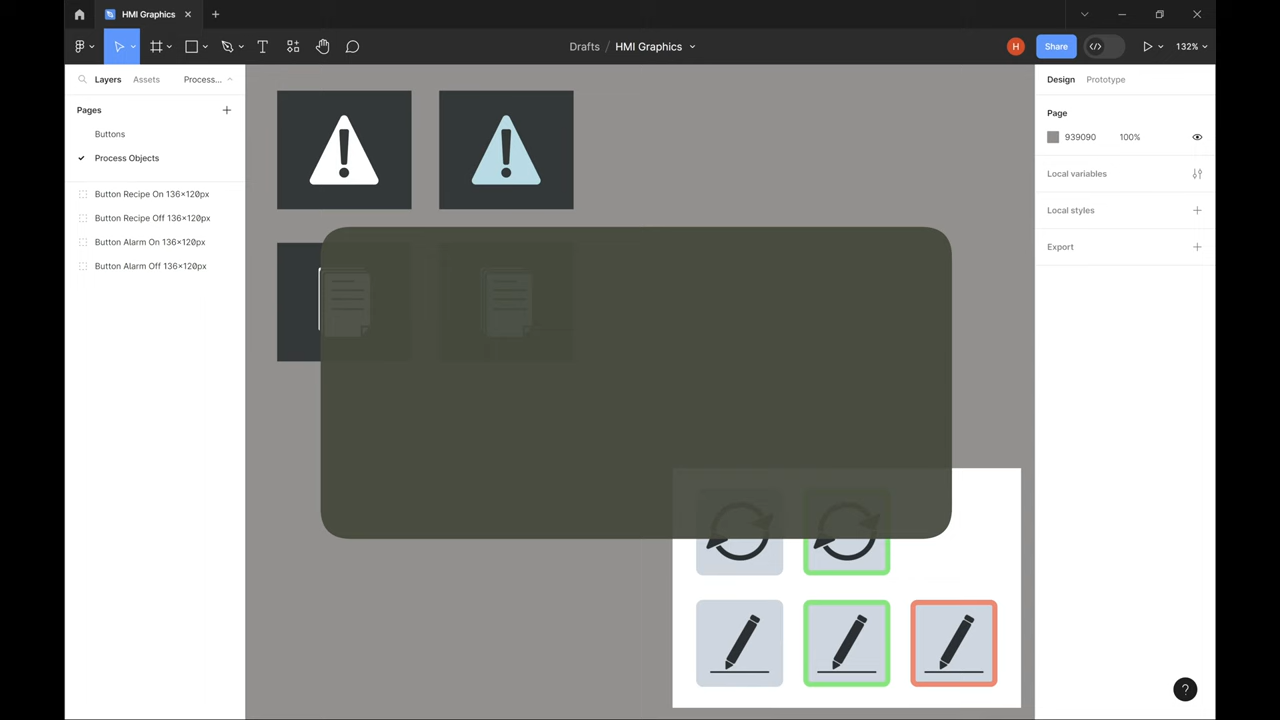 HMI Graphics
Drafts / HMI Graphics
H
Share
132%
Layers
Assets
Process...
Design
Prototype
Pages
Page
Buttons
939090
100%
Process Objects
Local variables
Button Recipe On 136×120px
Button Recipe Off 136×120px
Local styles
Button Alarm On 136×120px
Export
Button Alarm Off 136×120px
?